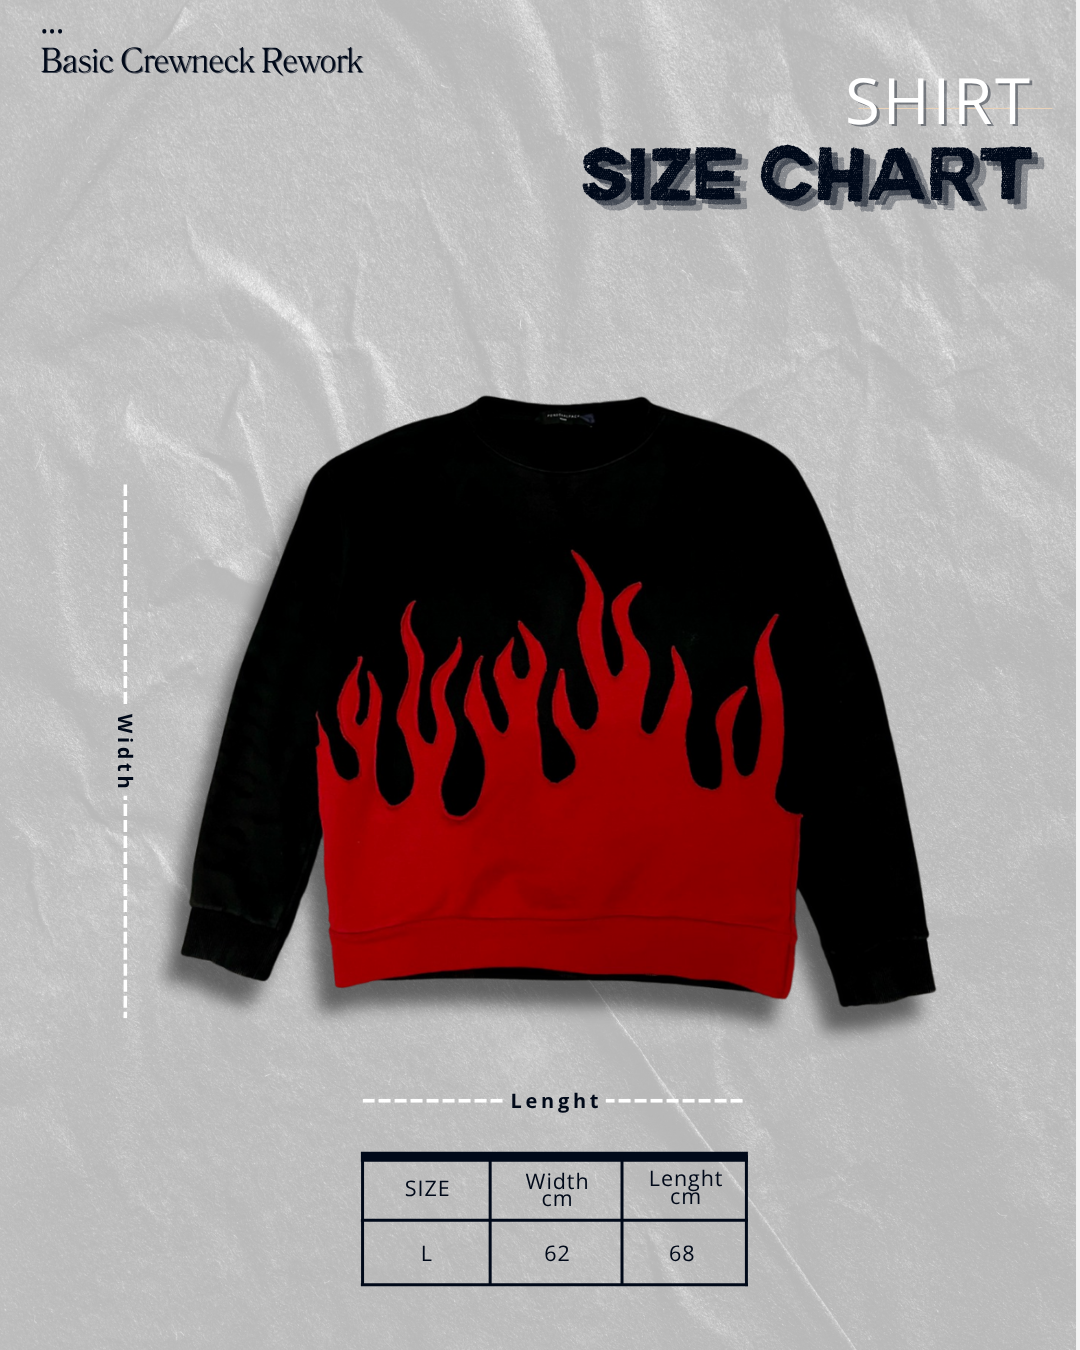 ...
Basic Crewneck Rework
SHIRT
SIZE CHART
Width
Lenght
SIZE
Width
cm
Lenght
cm
L
62
68